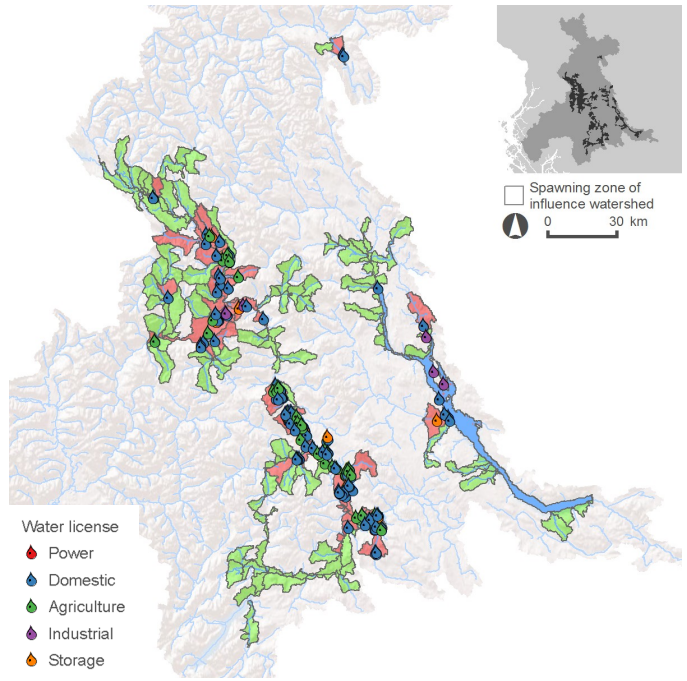 Spawning zone of
influence watershed
0 30 km
Water license
Power
Domestic
Agriculture
Industrial
Storage